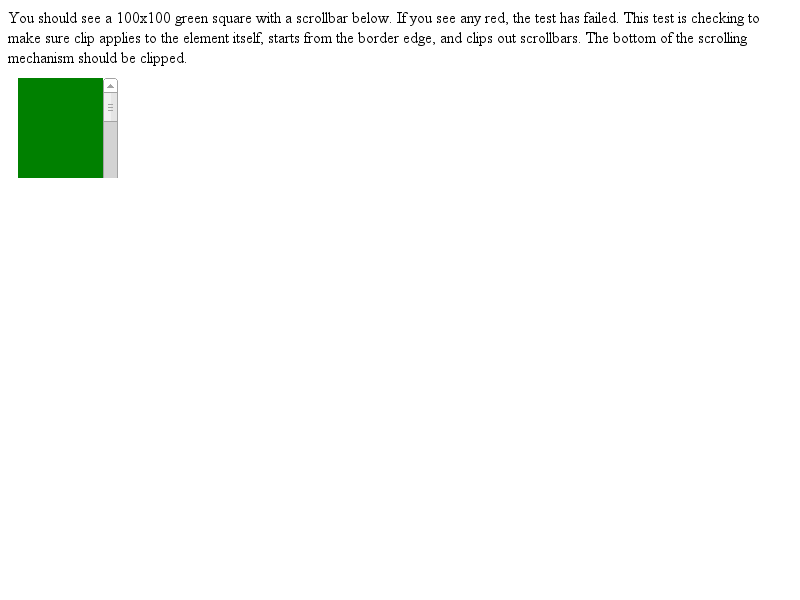 You should see a 100x100 green square with a scrollbar below. If you see any red, the test has failed. This test is checking to
make sure clip applies to the element itself, starts from the border edge, and clips out scrollbars. The bottom of the scrolling
mechanism should be clipped.